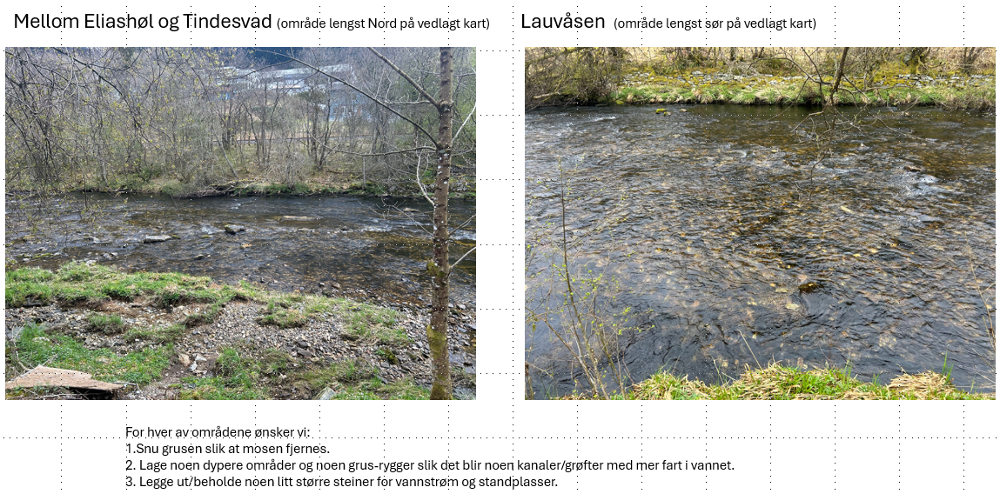 Mellom Eliashøl og Tindesvad (område lengst Nord på vedlagt kart)
Lauvåsen (område lengst sør på vedlagt kart)
For hver av områdene ønsker vi:
1.Snu grusen slik at mosen fjernes.
2. Lage noen dypere områder og noen grus-rygger slik det blir noen kanaler/grøfter med mer fart i vannet.
3. Legge ut/beholde noen litt større steiner for vannstrøm og standplasser.